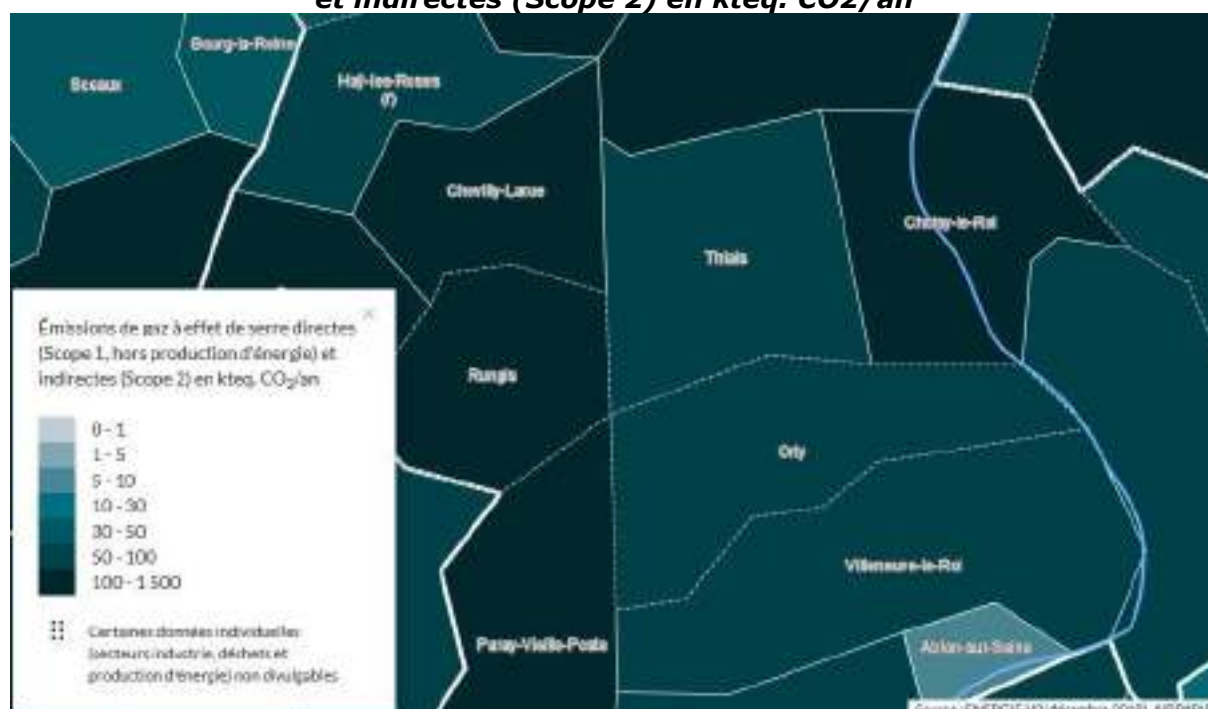 et indirectes (Scope 2) en kteq. CO2/an
Bourg-la-Reine
Sceaux
Haÿ-les-Roses
(l')
Chevilly-Larue
Choisy-le-Roi
Thiais
Émissions de gaz à effet de serre directes
(Scope 1, hors production d'énergie) et
indirectes (Scope 2) en kteq. CO2/an
Rungis
0 - 1
1 - 5
5 - 10
10 - 30
30 - 50
50 - 100
100 - 1 500
Orly
Villeneuve-le-Roi
Certaines données individuelles
(secteurs industrie, déchets et
production d'énergie) non divulgables
Paray-Vieille-Poste
Ablon-sur-Seine